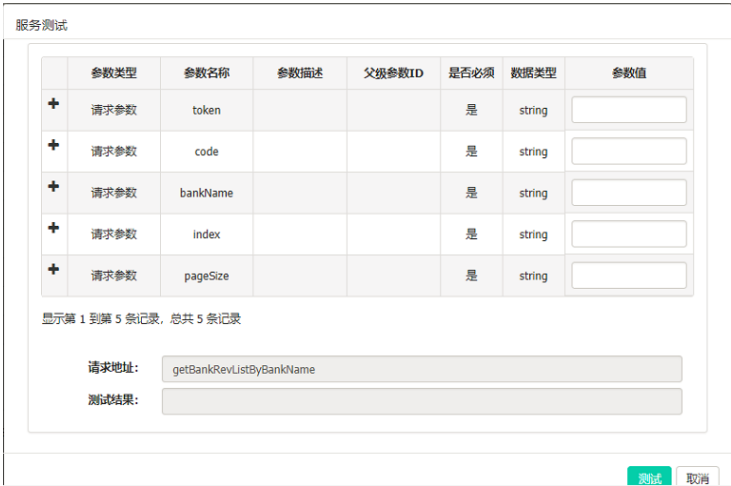 服务测试
参数类型 参数名称 参数描述 父级参数ID 是否必须 数据类型 参数值
请求参数 token 是 string
请求参数 code 是 string
请求参数 bankName 是 string
请求参数 index 是 string
请求参数 pageSize 是 string
显示第 1 到第 5 条记录，总共 5 条记录
请求地址： getBankRevListByBankName
测试结果：
测试 取消